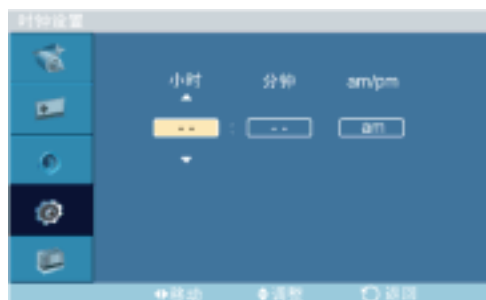 时钟设置
小时 分钟 am/pm
-- : -- am
移动 调整 返回